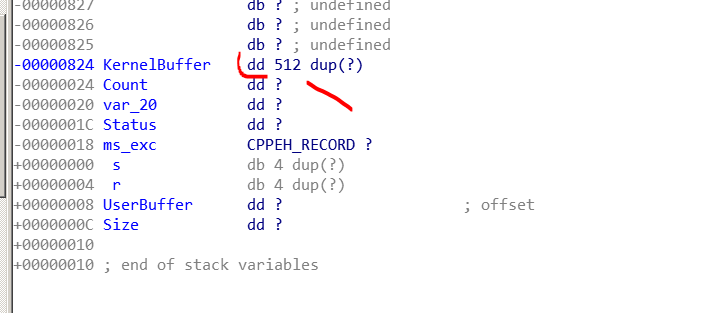 -00000827 db ? ; undefined
-00000826 db ? ; undefined
-00000825 db ? ; undefined
-00000824 KernelBuffer dd 512 dup(?)
-00000024 Count dd ?
-00000020 var_20 dd ?
-0000001C Status dd ?
-00000018 ms_exc CPPEH_RECORD ?
+00000000 s db 4 dup(?)
+00000004 r db 4 dup(?)
+00000008 UserBuffer dd ? ; offset
+0000000C Size dd ?
+00000010
+00000010 ; end of stack variables